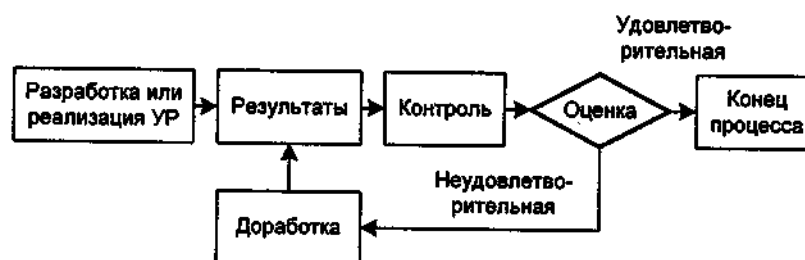 Удовлетво-
рительная
Разработка или
реализация УР
Результаты
Контроль
Оценка
Конец
процесса
Неудовлетво-
рительная
Доработка